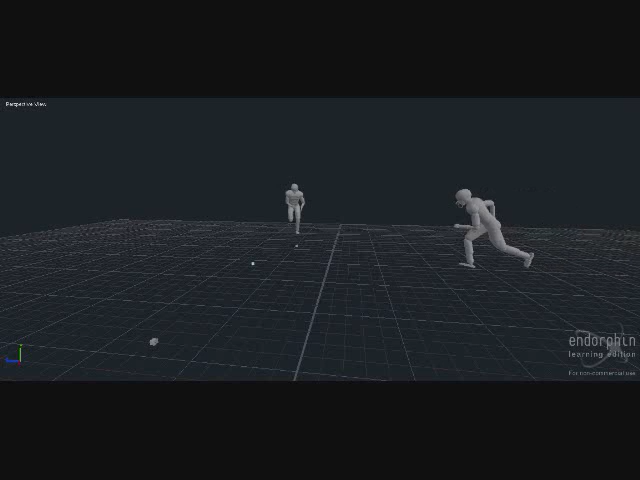 Perspective View
endorphin
learning edition
For non-commercial use